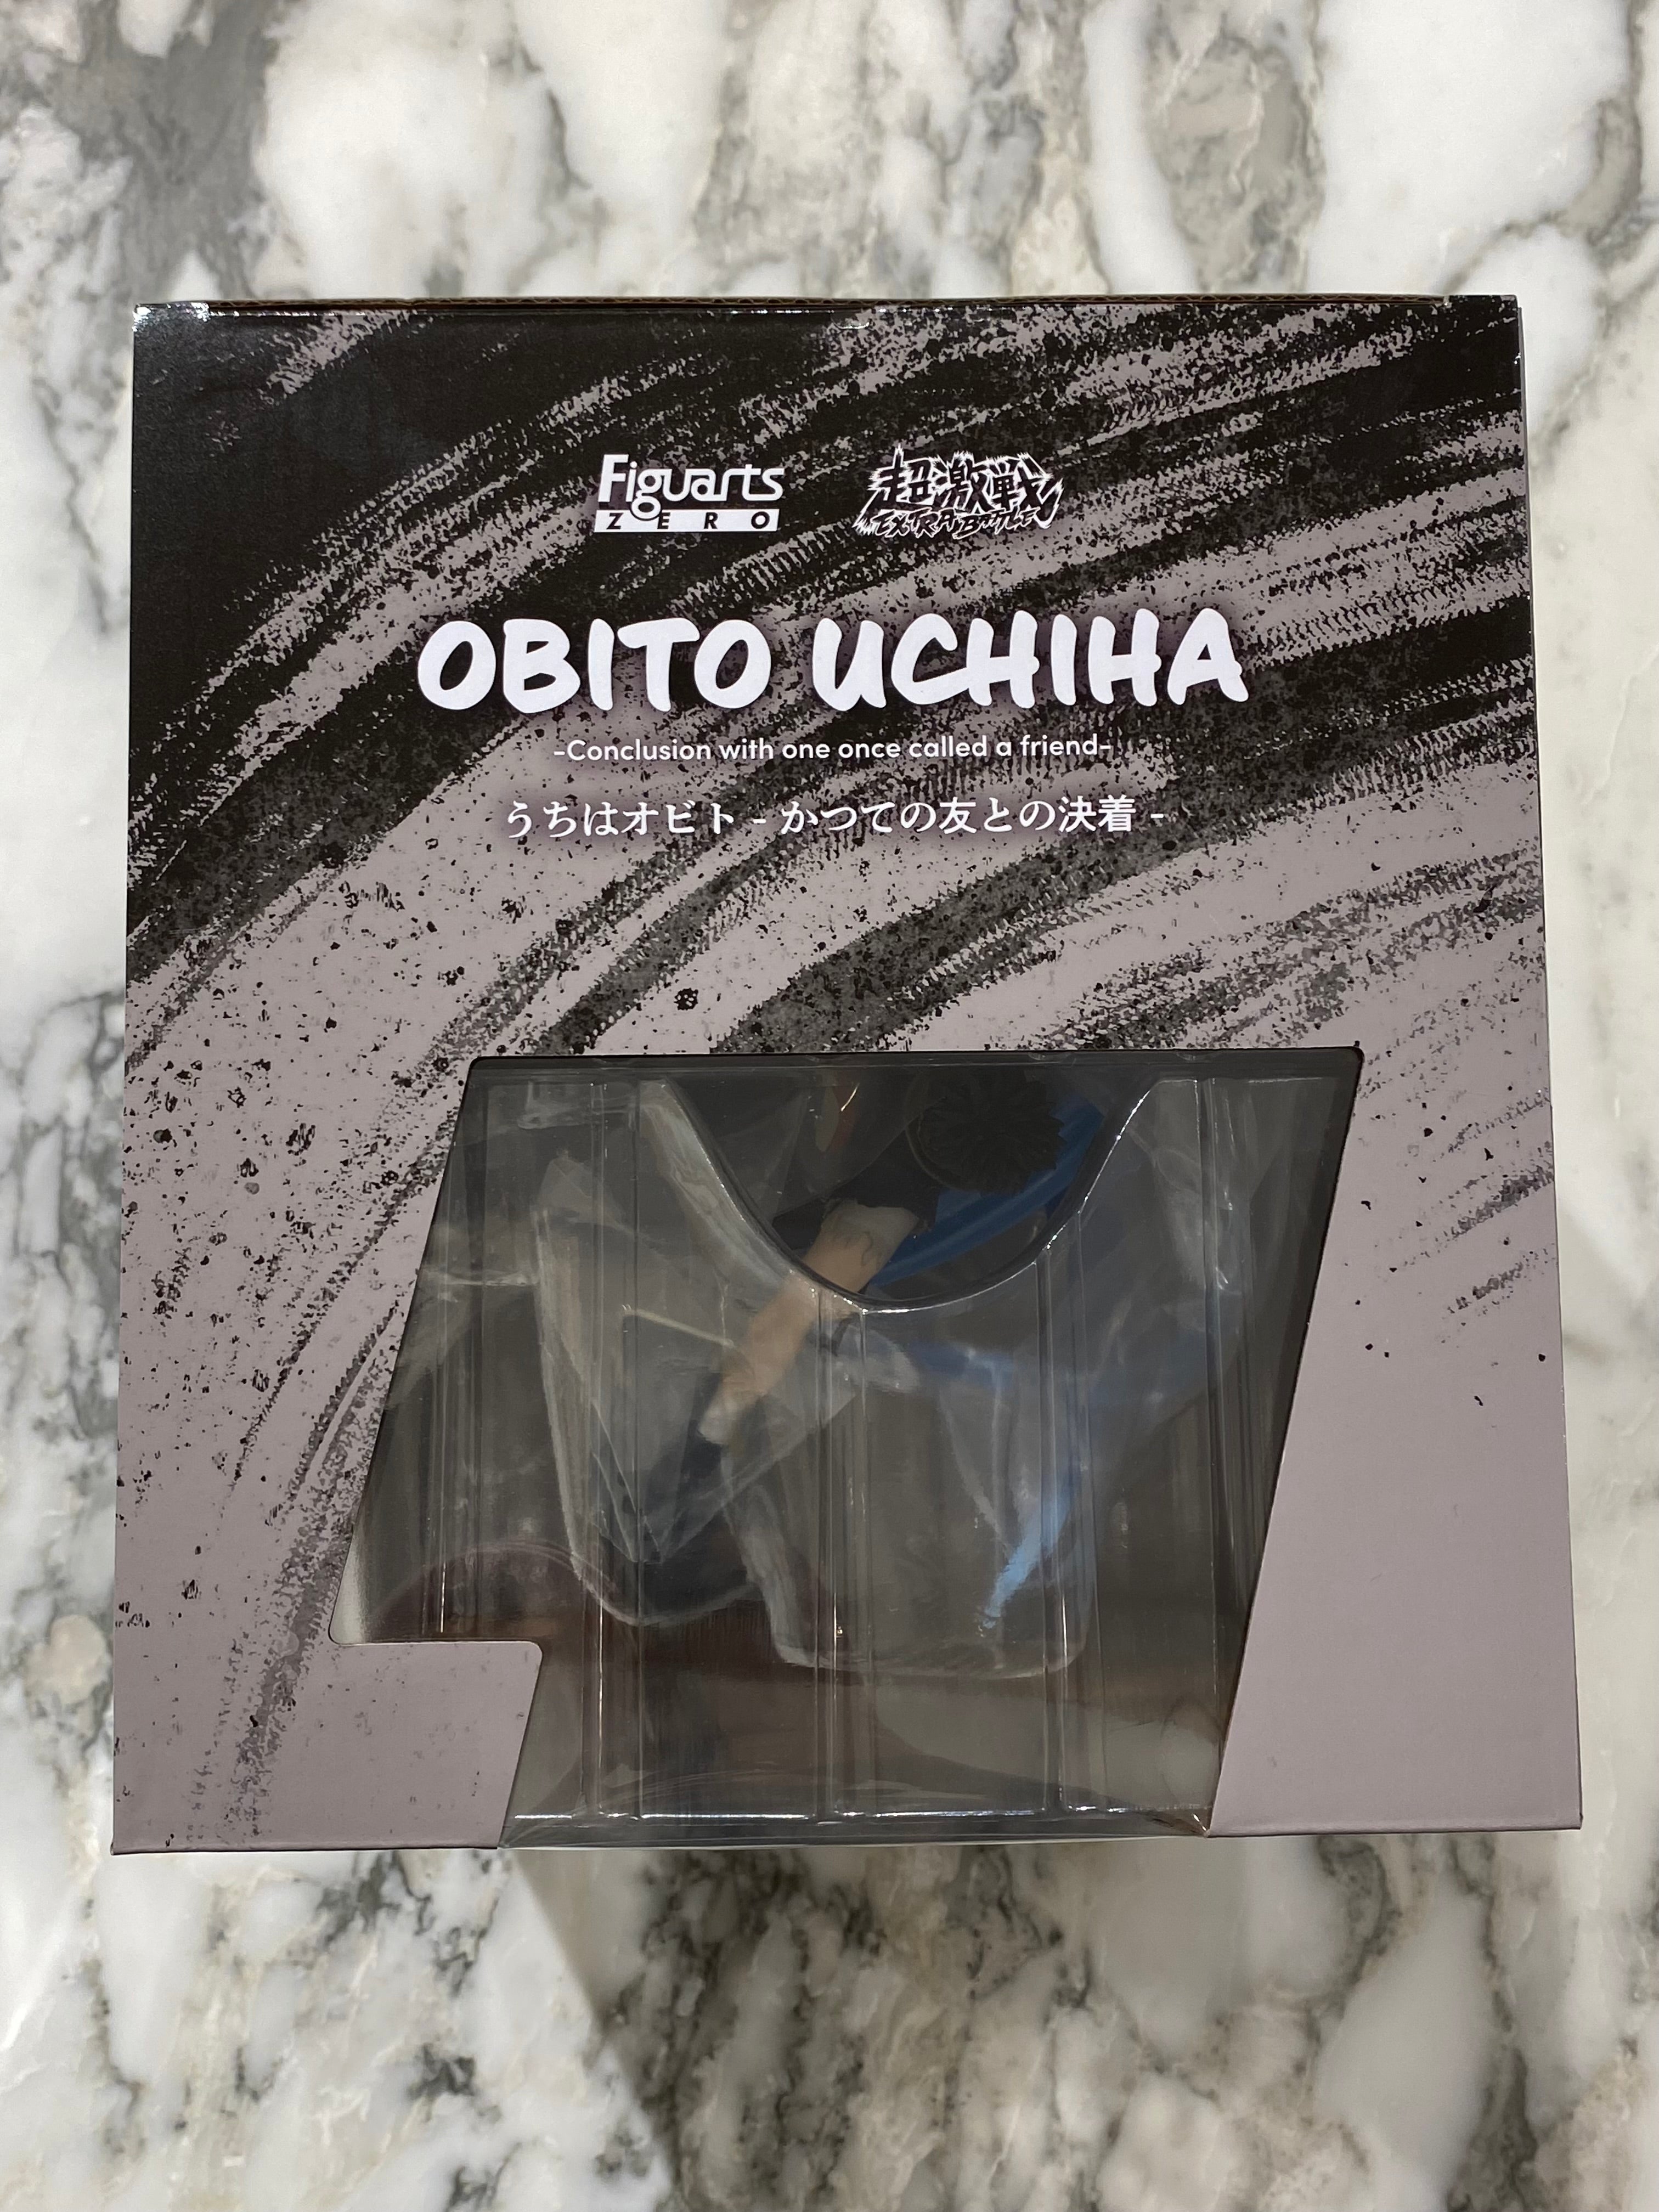 Figuarts
ZERO
超激戦
EXTRA BATTLE
OBITO UCHIHA
-Conclusion with one once called a friend-
うちはオビト - かつての友との決着 -